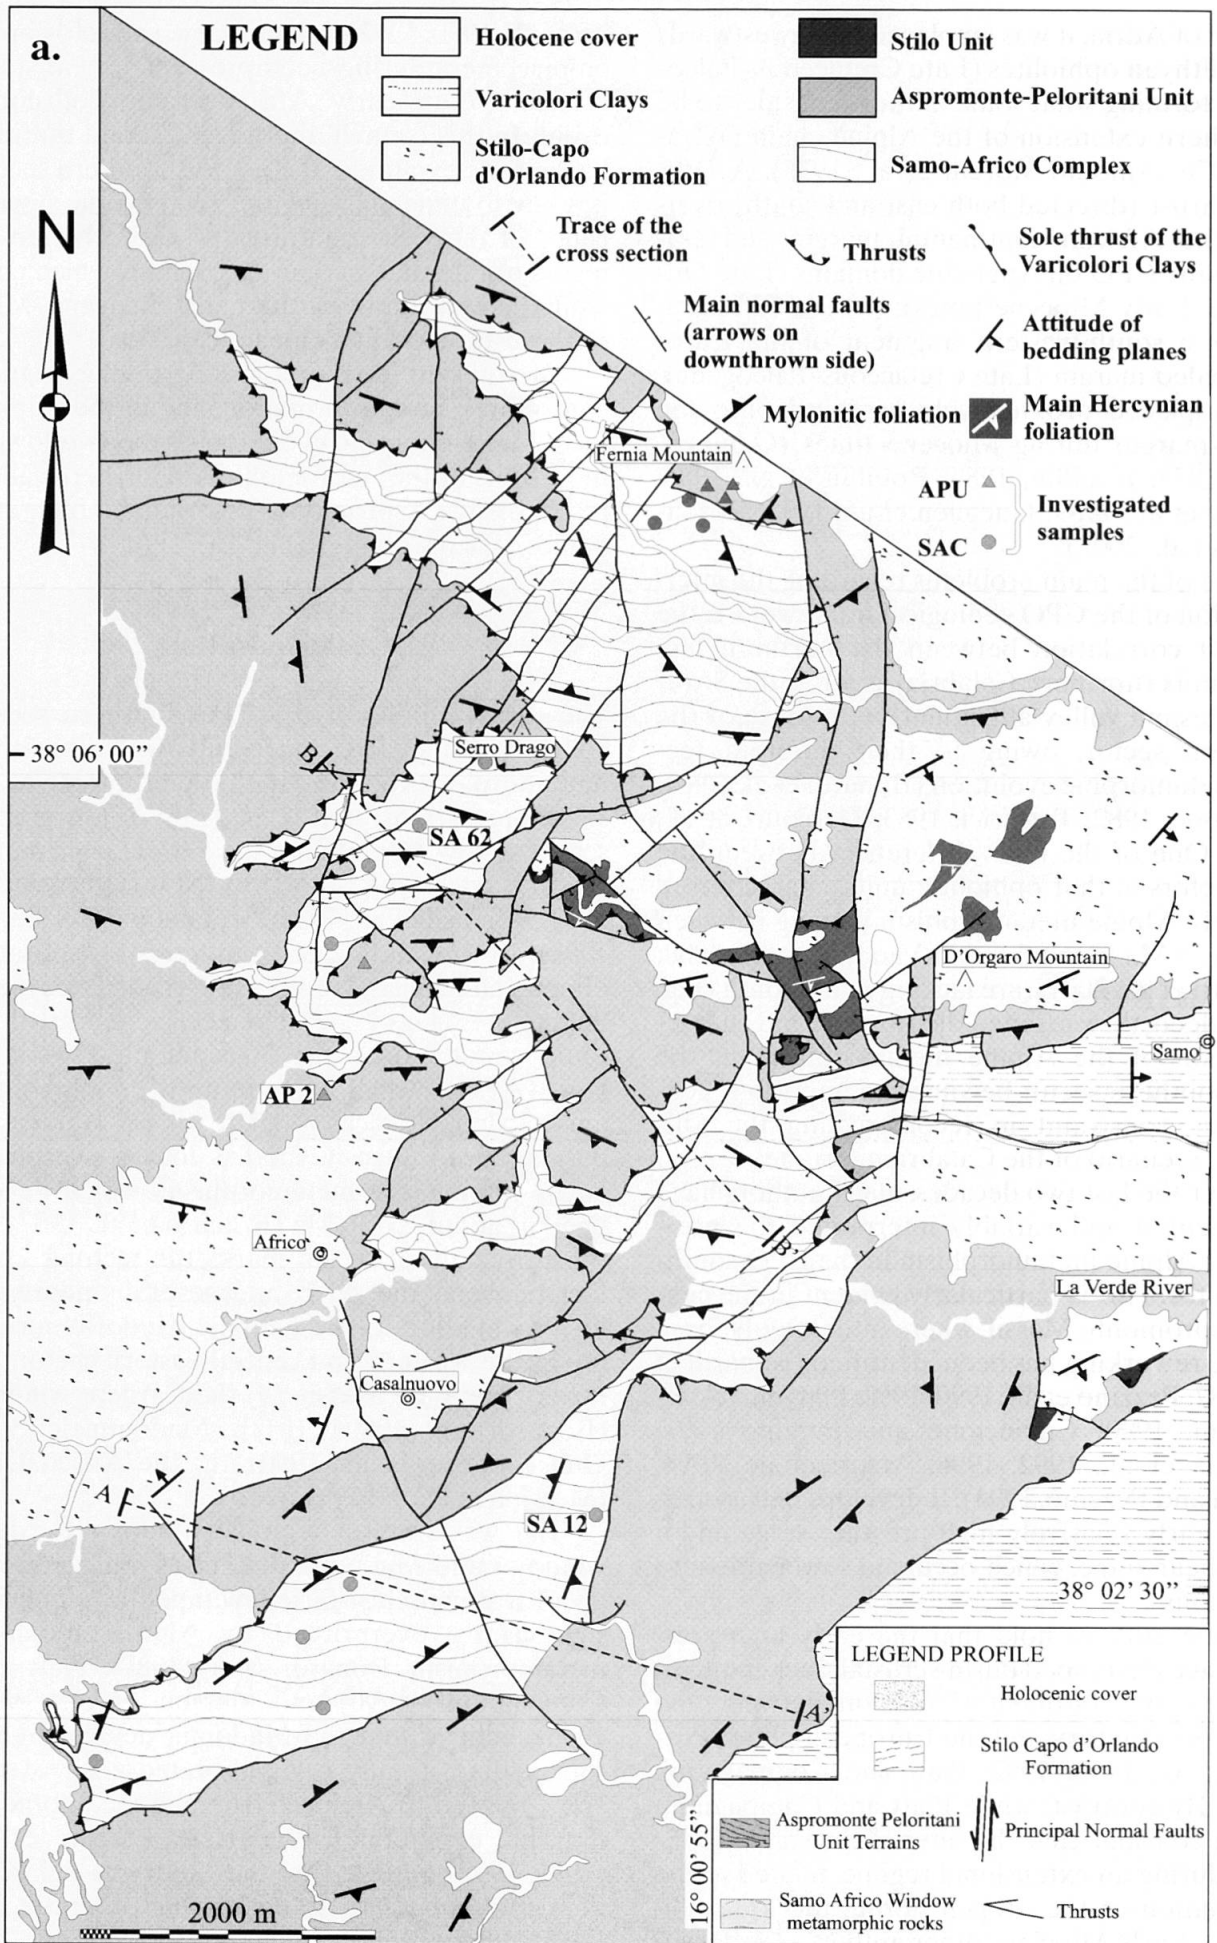 a.
LEGEND
Holocene cover
Varicolori Clays
Stilo-Capo
d'Orlando Formation
Stilo Unit
Aspromonte-Peloritani Unit
Samo-Africo Complex
Trace of the
cross section
Thrusts
Sole thrust of the
Varicolori Clays
Main normal faults
(arrows on
downthrown side)
Attitude of
bedding planes
Mylonitic foliation
Main Hercynian
foliation
APU
SAC
Investigated
samples
N
Fernia Mountain
38° 06' 00”
B
Serro Drago
SA 62
D'Orgaro Mountain
Samo
AP 2
Africo
B'
La Verde River
Casalnuovo
A
SA 12
38° 02' 30”
A'
LEGEND PROFILE
Holocenic cover
Stilo Capo d'Orlando
Formation
Aspromonte Peloritani
Unit Terrains
Principal Normal Faults
Samo Africo Window
metamorphic rocks
Thrusts
16° 00' 55”
2000 m